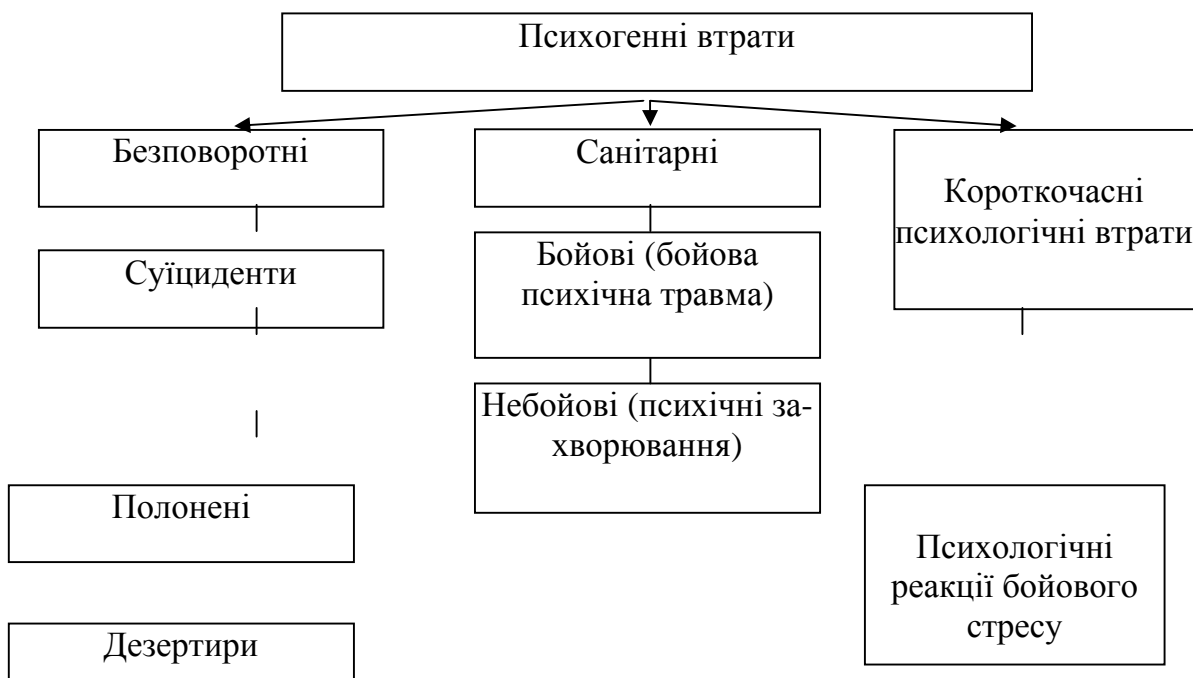 Психогенні втрати
Безповоротні
Санітарні
Короткочасні
психологічні втрати
Суїциденти
Бойові (бойова
психічна травма)
Небойові (психічні за-
хворювання)
Полонені
Психологічні
реакції бойового
стресу
Дезертири